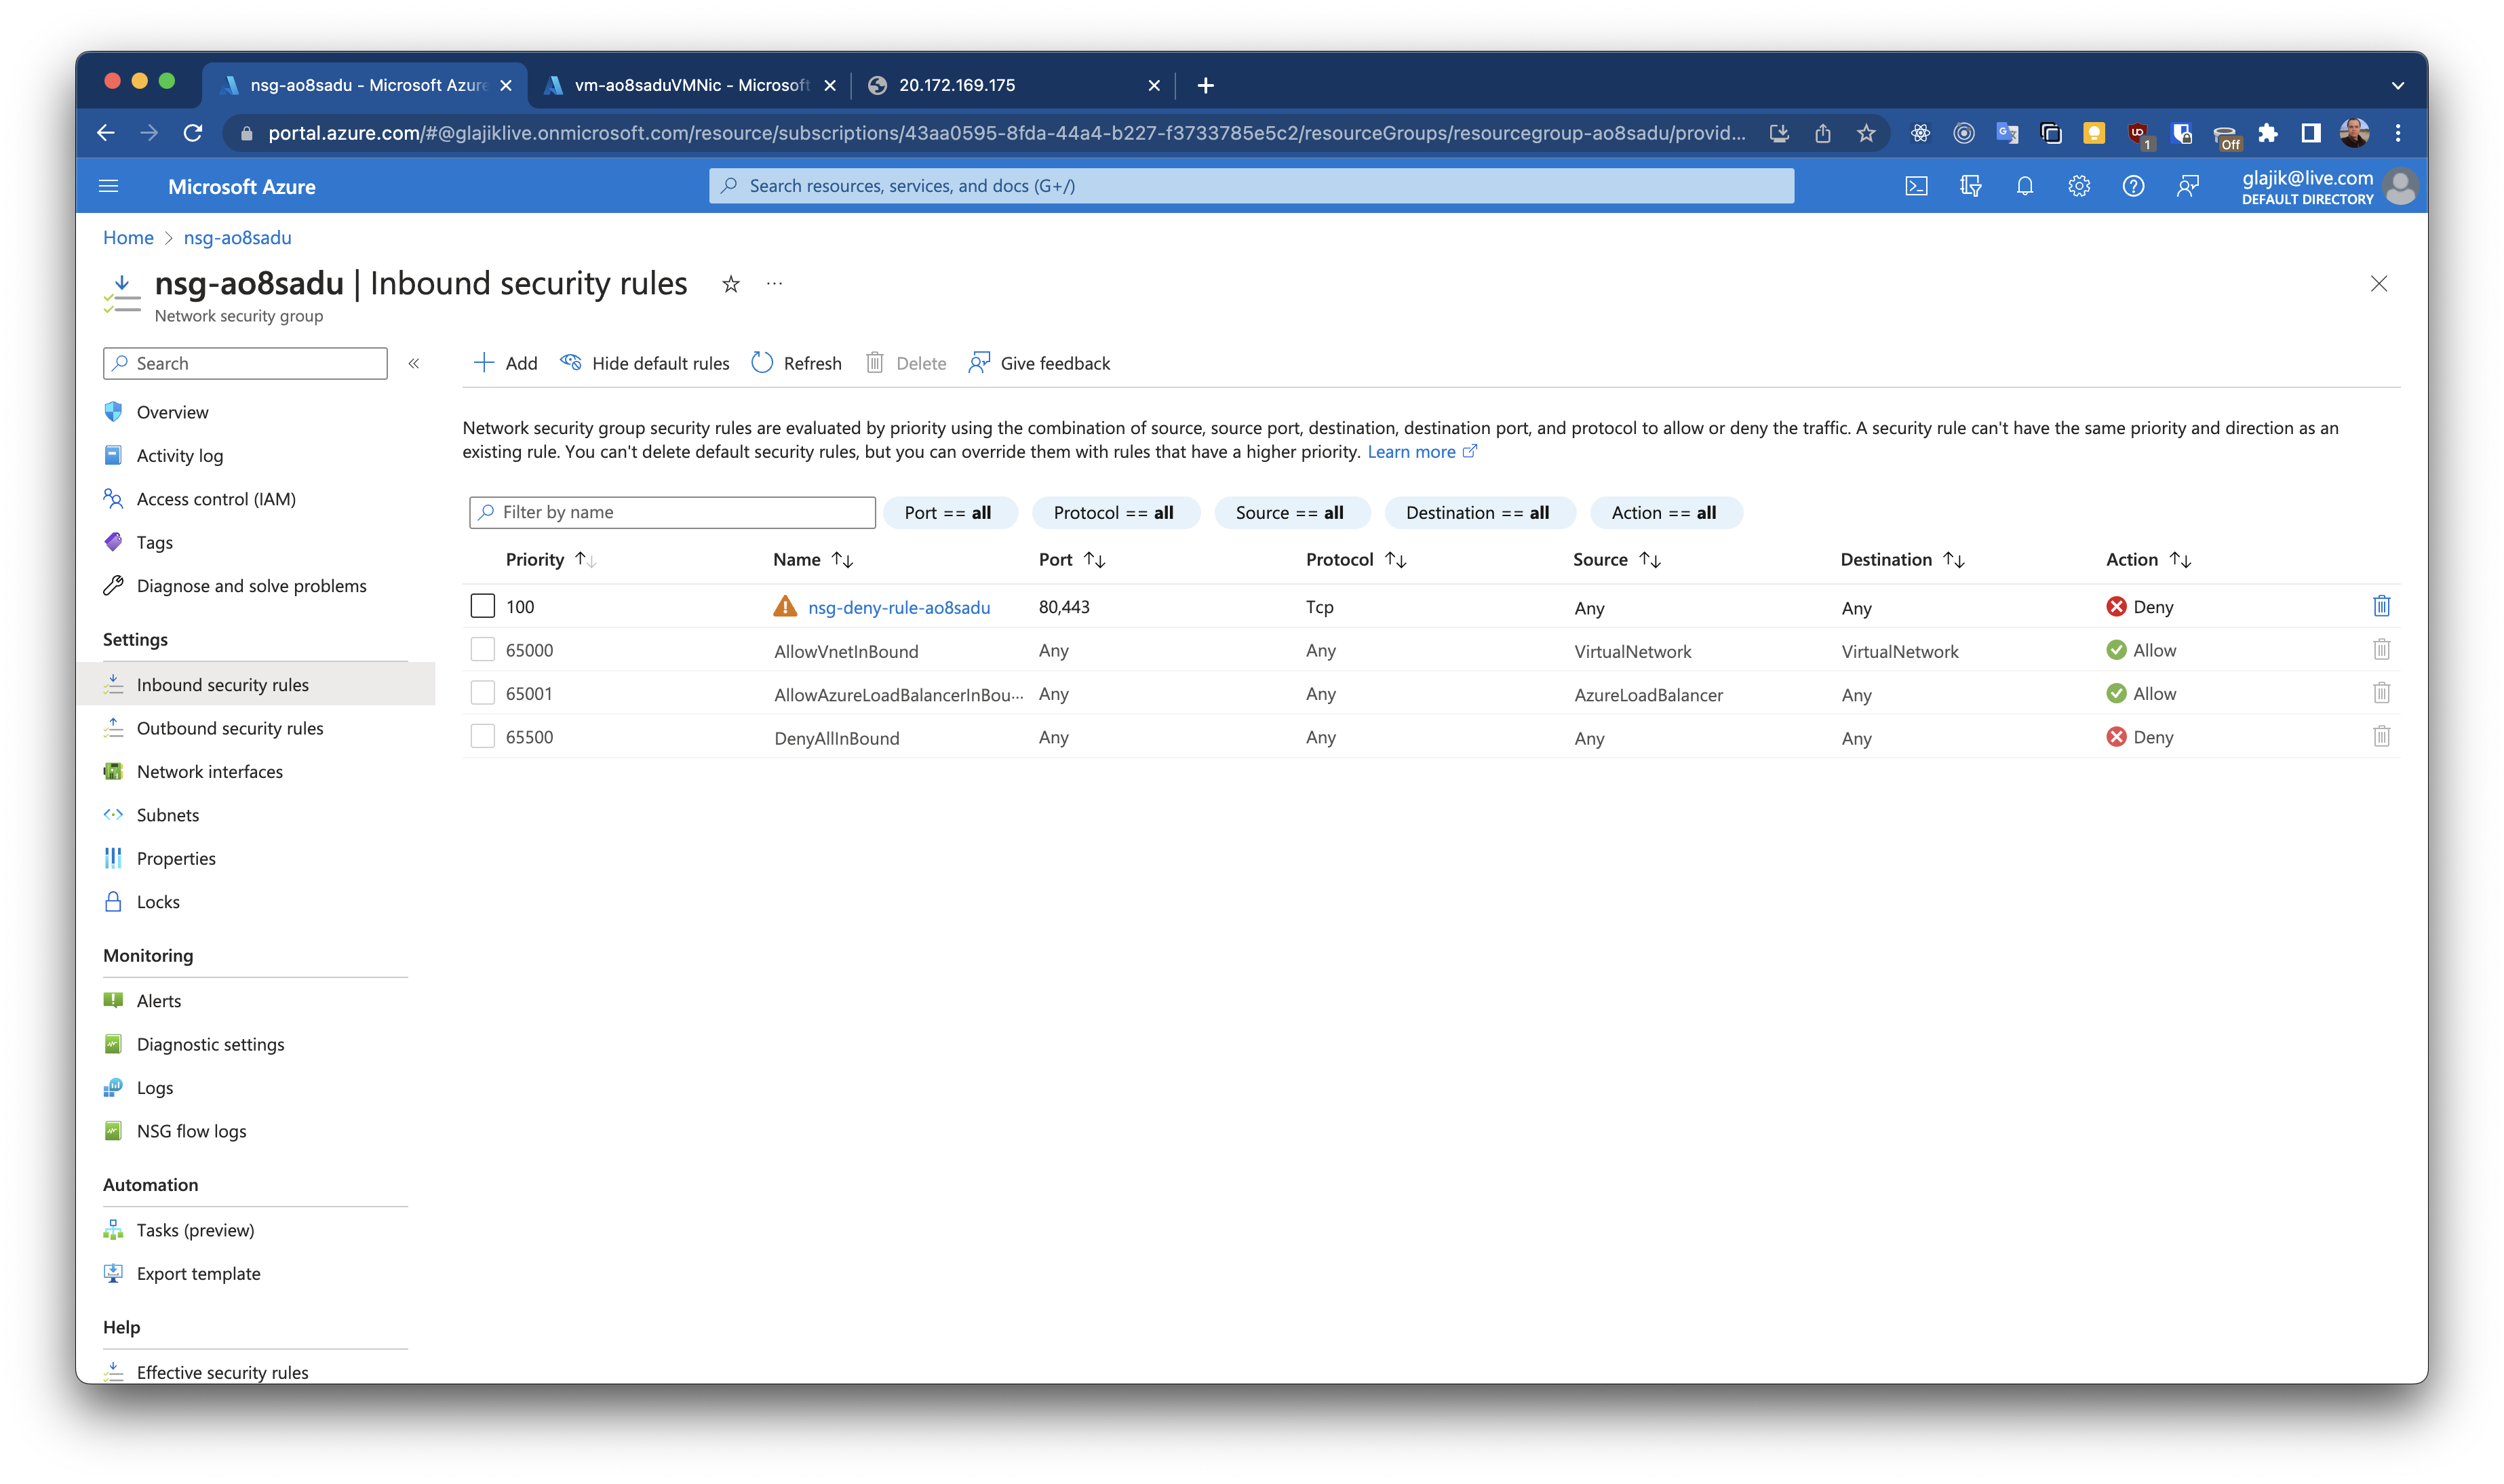 nsg-ao8sadu - Microsoft Azure
vm-ao8saduVMNic - Microsoft
20.172.169.175
portal.azure.com/#@glajiklive.onmicrosoft.com/resource/subscriptions/43aa0595-8fda-44a4-b227-f3733785e5c2/resourceGroups/resourcegroup-ao8sadu/provid...
1
Off
Microsoft Azure
Search resources, services, and docs (G+/)
glajik@live.com
DEFAULT DIRECTORY
Home > nsg-ao8sadu
nsg-ao8sadu | Inbound security rules
Network security group
Search
Add
Hide default rules
Refresh
Delete
Give feedback
Overview
Activity log
Access control (IAM)
Tags
Diagnose and solve problems
Settings
Inbound security rules
Outbound security rules
Network interfaces
Subnets
Properties
Locks
Monitoring
Alerts
Diagnostic settings
Logs
NSG flow logs
Automation
Tasks (preview)
Export template
Help
Effective security rules
Network security group security rules are evaluated by priority using the combination of source, source port, destination, destination port, and protocol to allow or deny the traffic. A security rule can't have the same priority and direction as an
existing rule. You can't delete default security rules, but you can override them with rules that have a higher priority. Learn more
Filter by name
Port == all
Protocol == all
Source == all
Destination == all
Action == all
Priority Name Port Protocol Source Destination Action
100 nsg-deny-rule-ao8sadu 80,443 Tcp Any Any Deny
65000 AllowVnetInBound Any Any VirtualNetwork VirtualNetwork Allow
65001 AllowAzureLoadBalancerInBou... Any Any AzureLoadBalancer Any Allow
65500 DenyAllInBound Any Any Any Any Deny